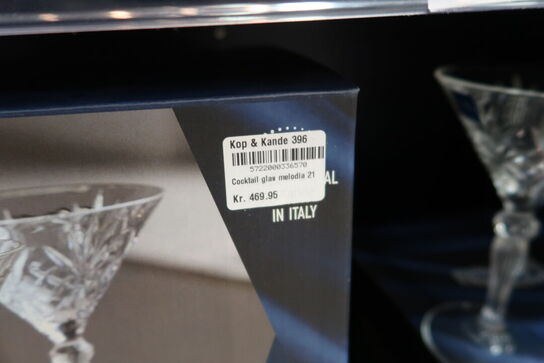 Kop & Kande 396
5722000336570
Cocktail glas melodia 21
Kr. 469.95
AL
IN ITALY